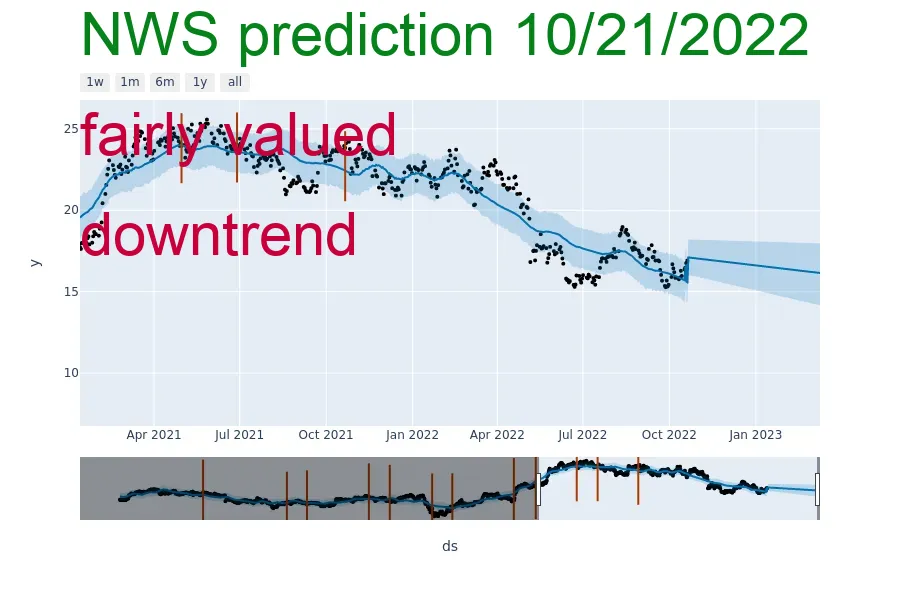 NWS prediction 10/21/2022
1w 1m 6m 1y all
fairly valued
downtrend
25
20
15
10
y
Apr 2021 Jul 2021 Oct 2021 Jan 2022 Apr 2022 Jul 2022 Oct 2022 Jan 2023
ds